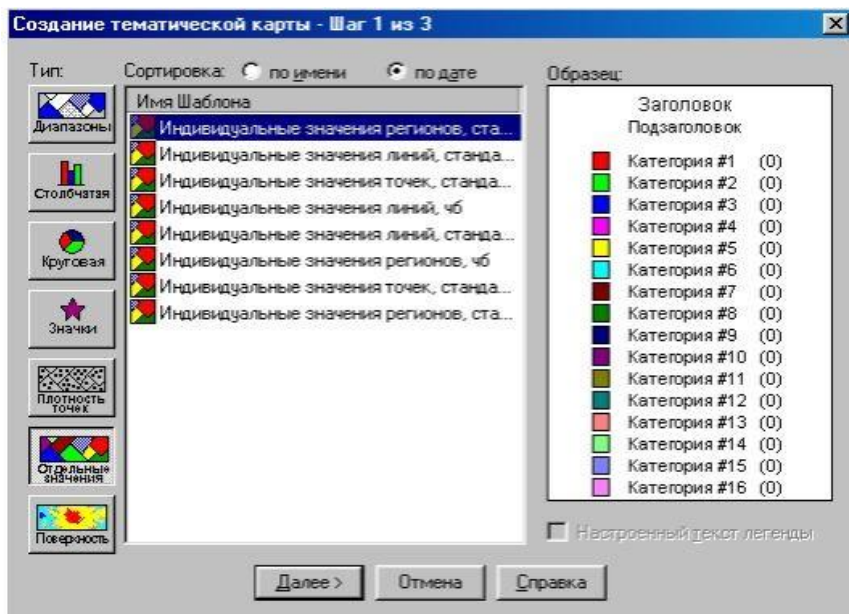 Создание тематической карты - Шаг 1 из 3
Тип:
Диапазоны
Столбчатая
Круговая
Значки
Плотность
точек
Отдельные
значения
Поверхность
Сортировка: по имени по дате
Имя Шаблона
Индивидуальные значения регионов, ста...
Индивидуальные значения линий, станда...
Индивидуальные значения точек, станда...
Индивидуальные значения линий, чб
Индивидуальные значения линий, станда...
Индивидуальные значения регионов, чб
Индивидуальные значения точек, станда...
Индивидуальные значения регионов, ста...
Образец:
Заголовок
Подзаголовок
Категория #1 (0)
Категория #2 (0)
Категория #3 (0)
Категория #4 (0)
Категория #5 (0)
Категория #6 (0)
Категория #7 (0)
Категория #8 (0)
Категория #9 (0)
Категория #10 (0)
Категория #11 (0)
Категория #12 (0)
Категория #13 (0)
Категория #14 (0)
Категория #15 (0)
Категория #16 (0)
Настроенный текст легенды
Далее > Отмена Справка